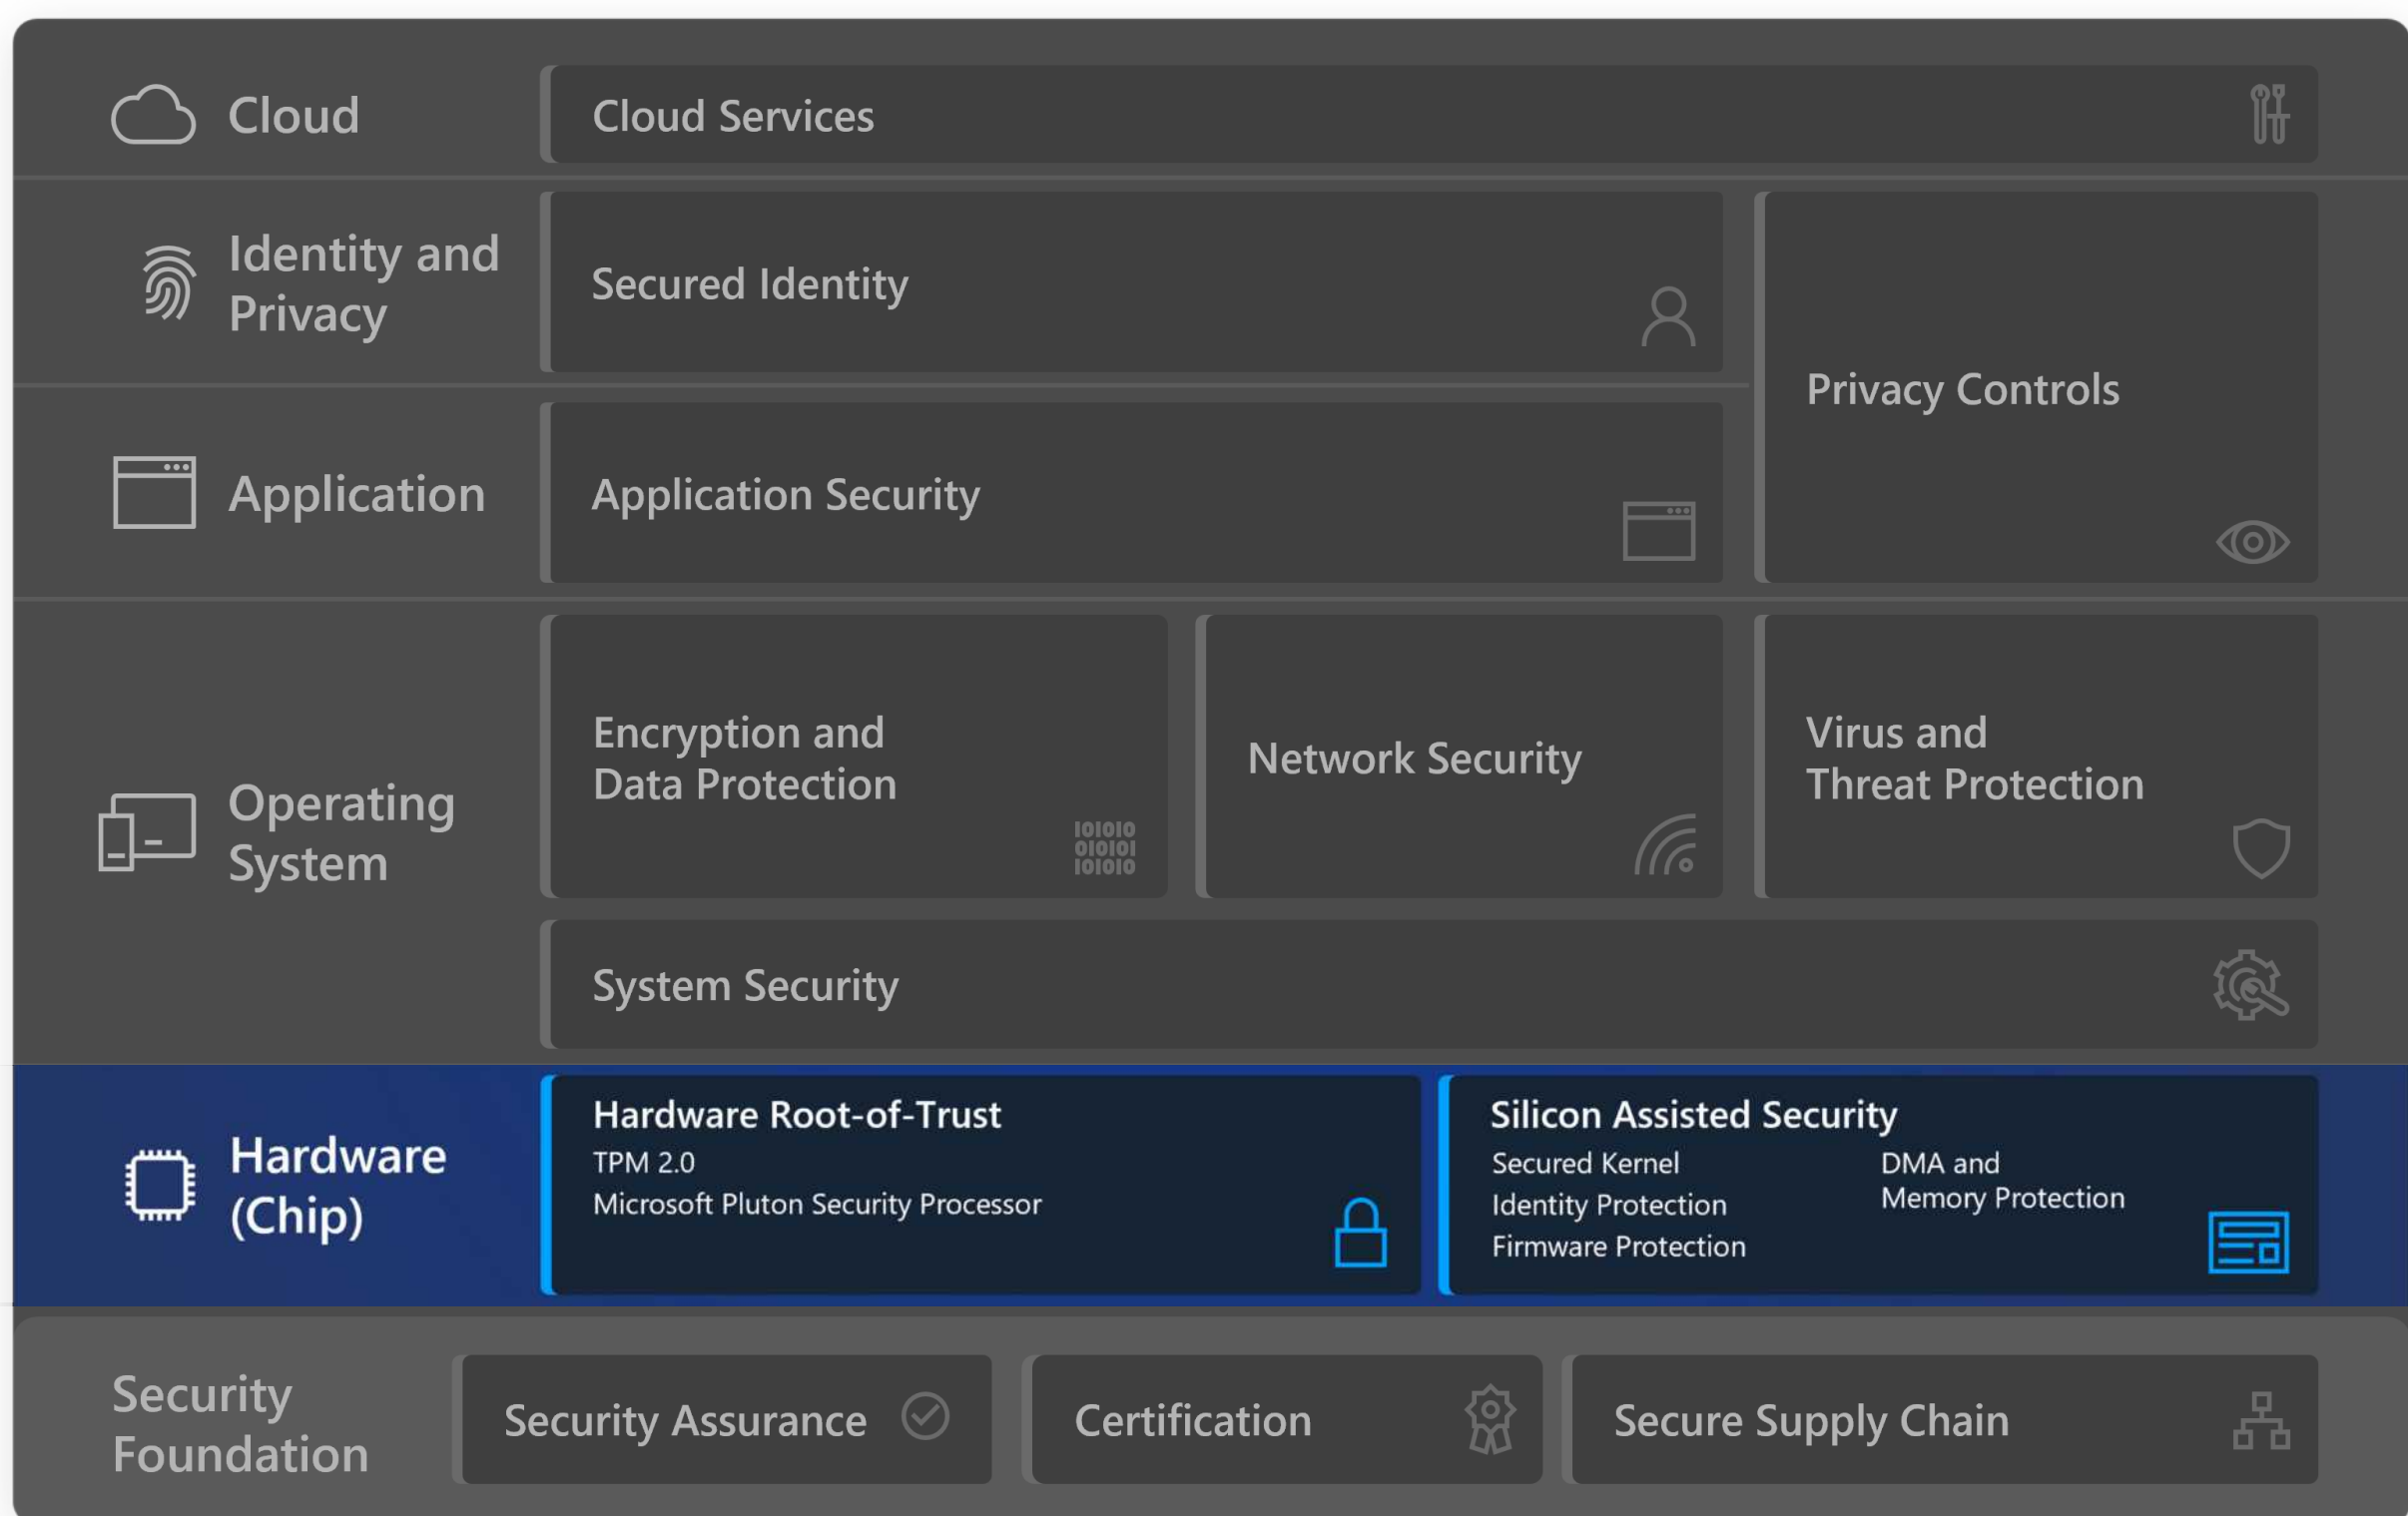 Cloud
Cloud Services
Identity and
Privacy
Secured Identity
Privacy Controls
Application
Application Security
Operating
System
Encryption and
Data Protection
101010
010101
101010
Network Security
Virus and
Threat Protection
System Security
Hardware
(Chip)
Hardware Root-of-Trust
TPM 2.0
Microsoft Pluton Security Processor
Silicon Assisted Security
Secured Kernel
Identity Protection
Firmware Protection
DMA and
Memory Protection
Security
Foundation
Security Assurance
Certification
Secure Supply Chain